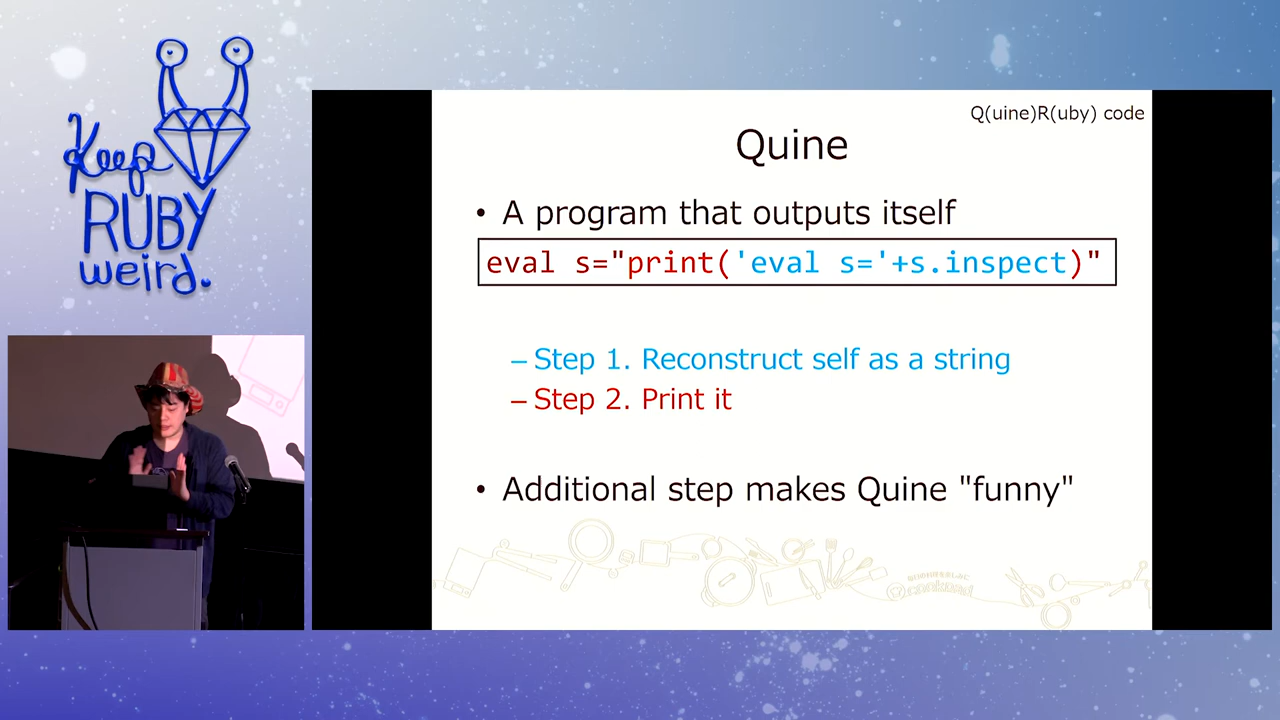 Keep
RUBY
weird.
Q(uine)R(uby) code
Quine
• A program that outputs itself
eval s="print('eval s='+s.inspect)"
– Step 1. Reconstruct self as a string
– Step 2. Print it
• Additional step makes Quine "funny"